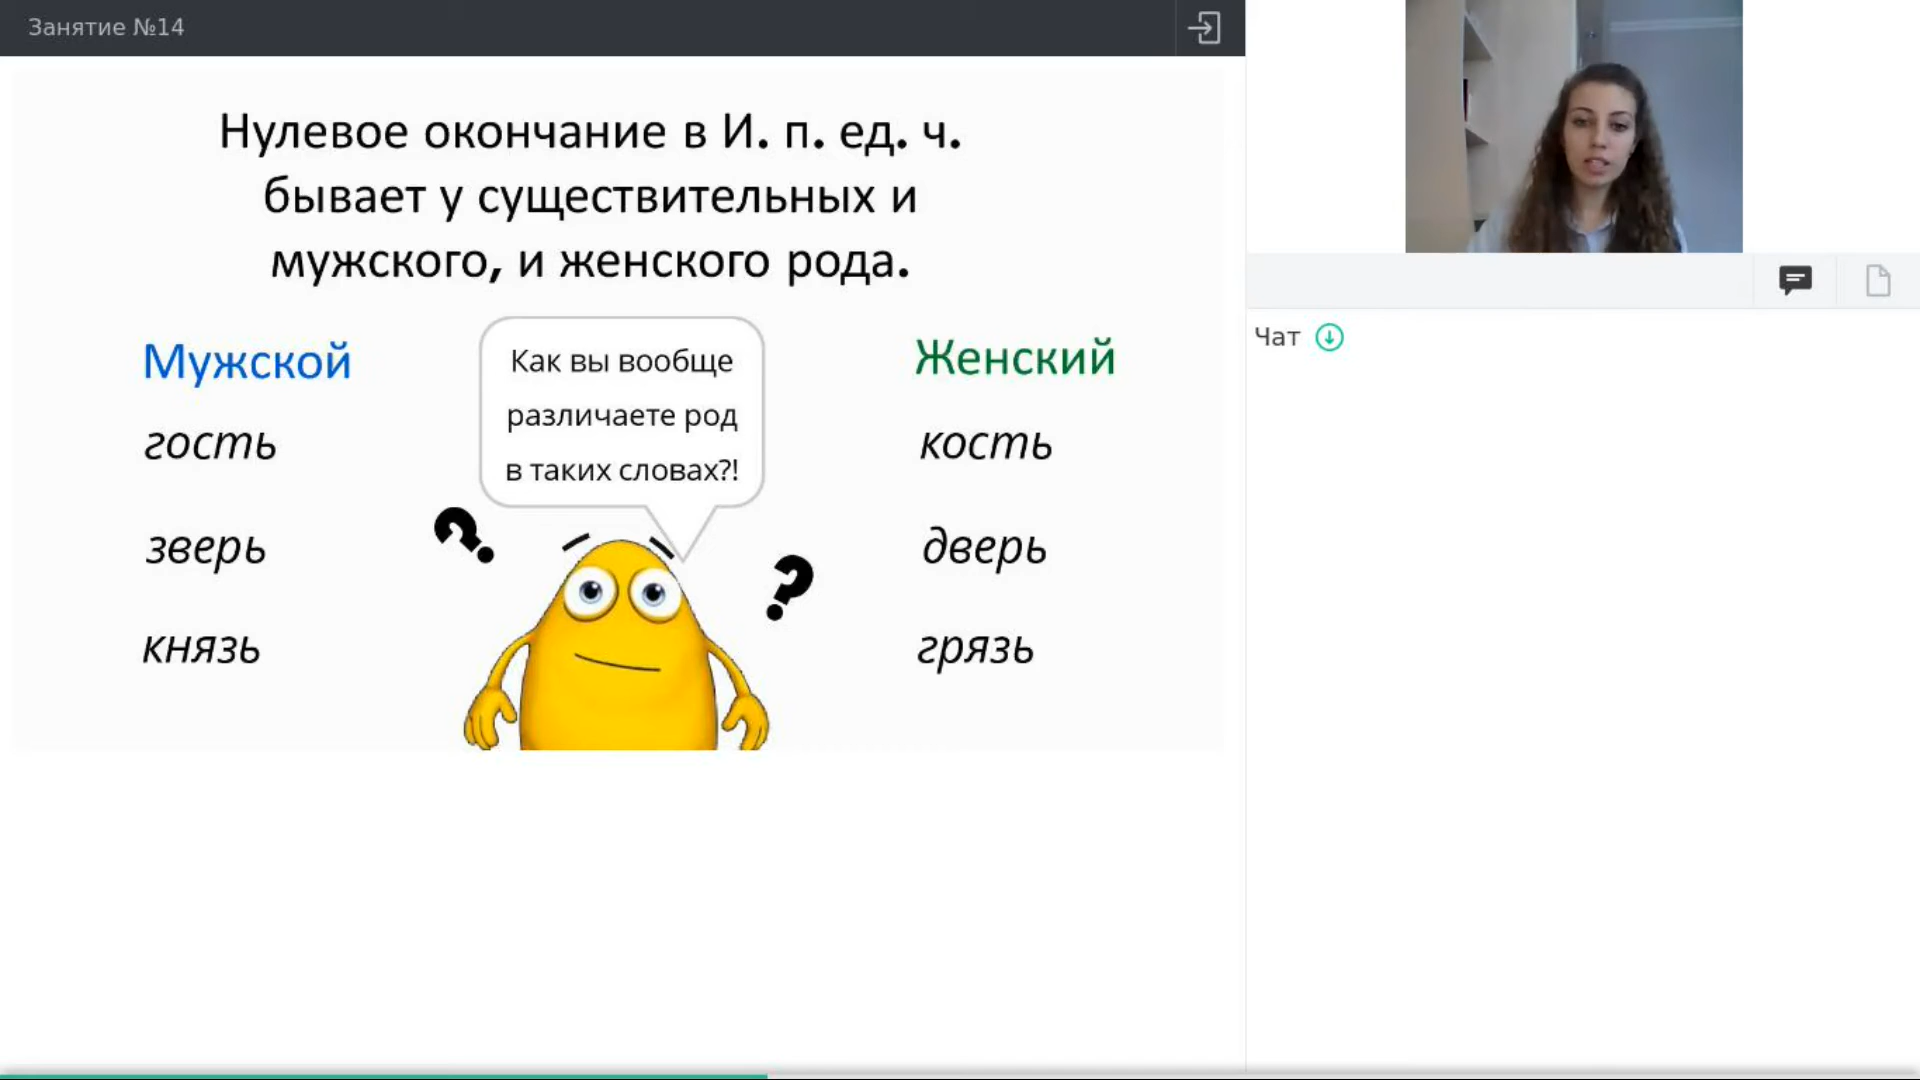 Занятие №14
Нулевое окончание в И. п. ед. ч.
бывает у существительных и
мужского, и женского рода.
Мужской
Женский
Как вы вообще
различаете род
в таких словах?!
гость
кость
зверь
дверь
князь
грязь
?
?
Чат